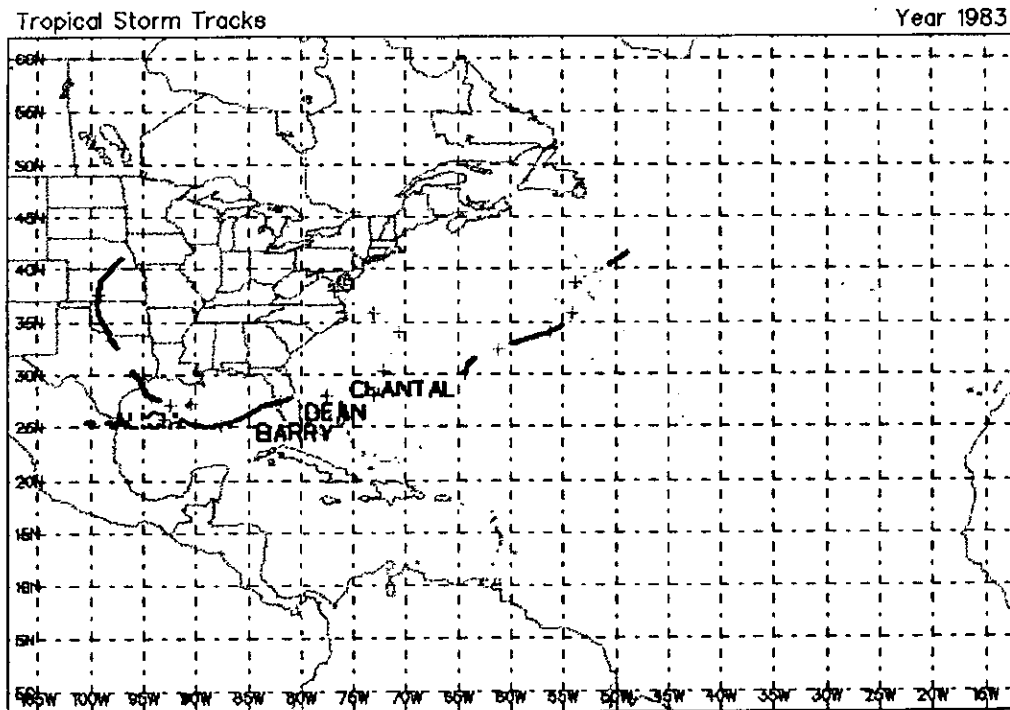 Tropical Storm Tracks
Year 1983
60N
55N
50N
45N
40N
35N
30N
CHANTAL
DEAN
25N
BARRY
20N
15N
10N
5N
105W 100W 95W 90W 85W 80W 75W 70W 65W 60W 55W 50W 45W 40W 35W 30W 25W 20W 15W